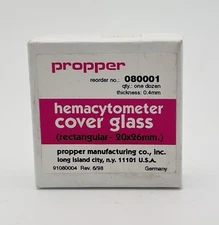 propper
reorder no.: 080001
qty.: one dozen
thickness: 0.4mm
hemacytometer
cover glass
(rectangular - 20x26mm.)
propper manufacturing co., inc.
long island city, n.y. 11101 U.S.A.
91080004 Rev. 6/98 Germany